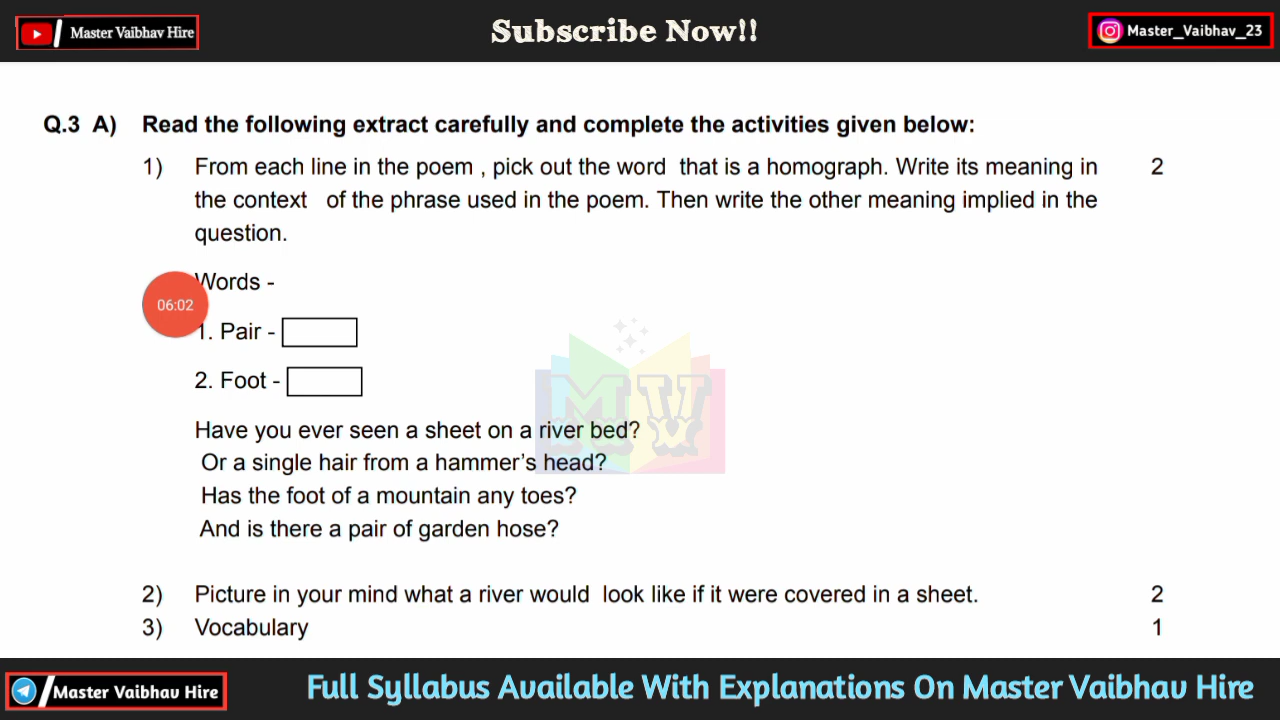 Master Vaibhav Hire
Subscribe Now!!
Master_Vaibhav_23
Q.3 A) Read the following extract carefully and complete the activities given below:
1) From each line in the poem , pick out the word that is a homograph. Write its meaning in 2
the context of the phrase used in the poem. Then write the other meaning implied in the
question.
Words -
06:02
1. Pair -
2. Foot -
MW
Have you ever seen a sheet on a river bed?
Or a single hair from a hammer's head?
Has the foot of a mountain any toes?
And is there a pair of garden hose?
2) Picture in your mind what a river would look like if it were covered in a sheet. 2
3) Vocabulary 1
Master Vaibhav Hire
Full Syllabus Available With Explanations On Master Vaibhav Hire